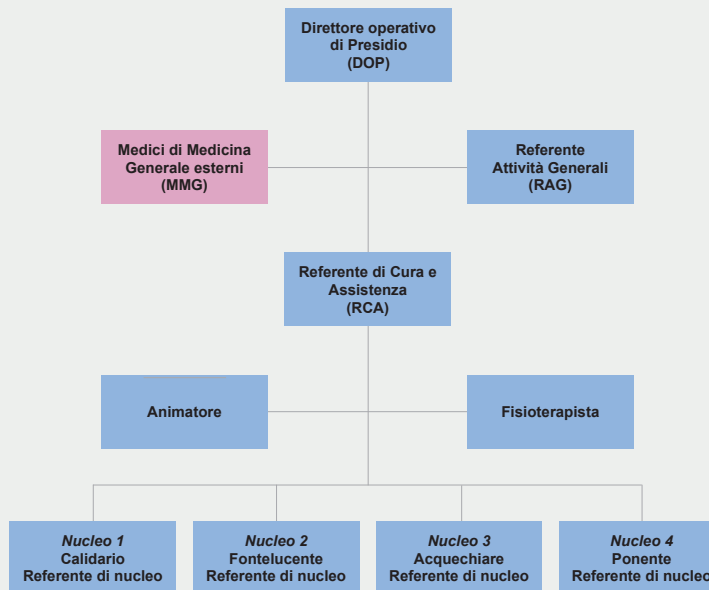 Direttore operativo
di Presidio
(DOP)
Medici di Medicina
Generale esterni
(MMG)
Referente
Attività Generali
(RAG)
Referente di Cura e
Assistenza
(RCA)
Animatore
Fisioterapista
Nucleo 1
Calidario
Referente di nucleo
Nucleo 2
Fontelucente
Referente di nucleo
Nucleo 3
Acquechiare
Referente di nucleo
Nucleo 4
Ponente
Referente di nucleo